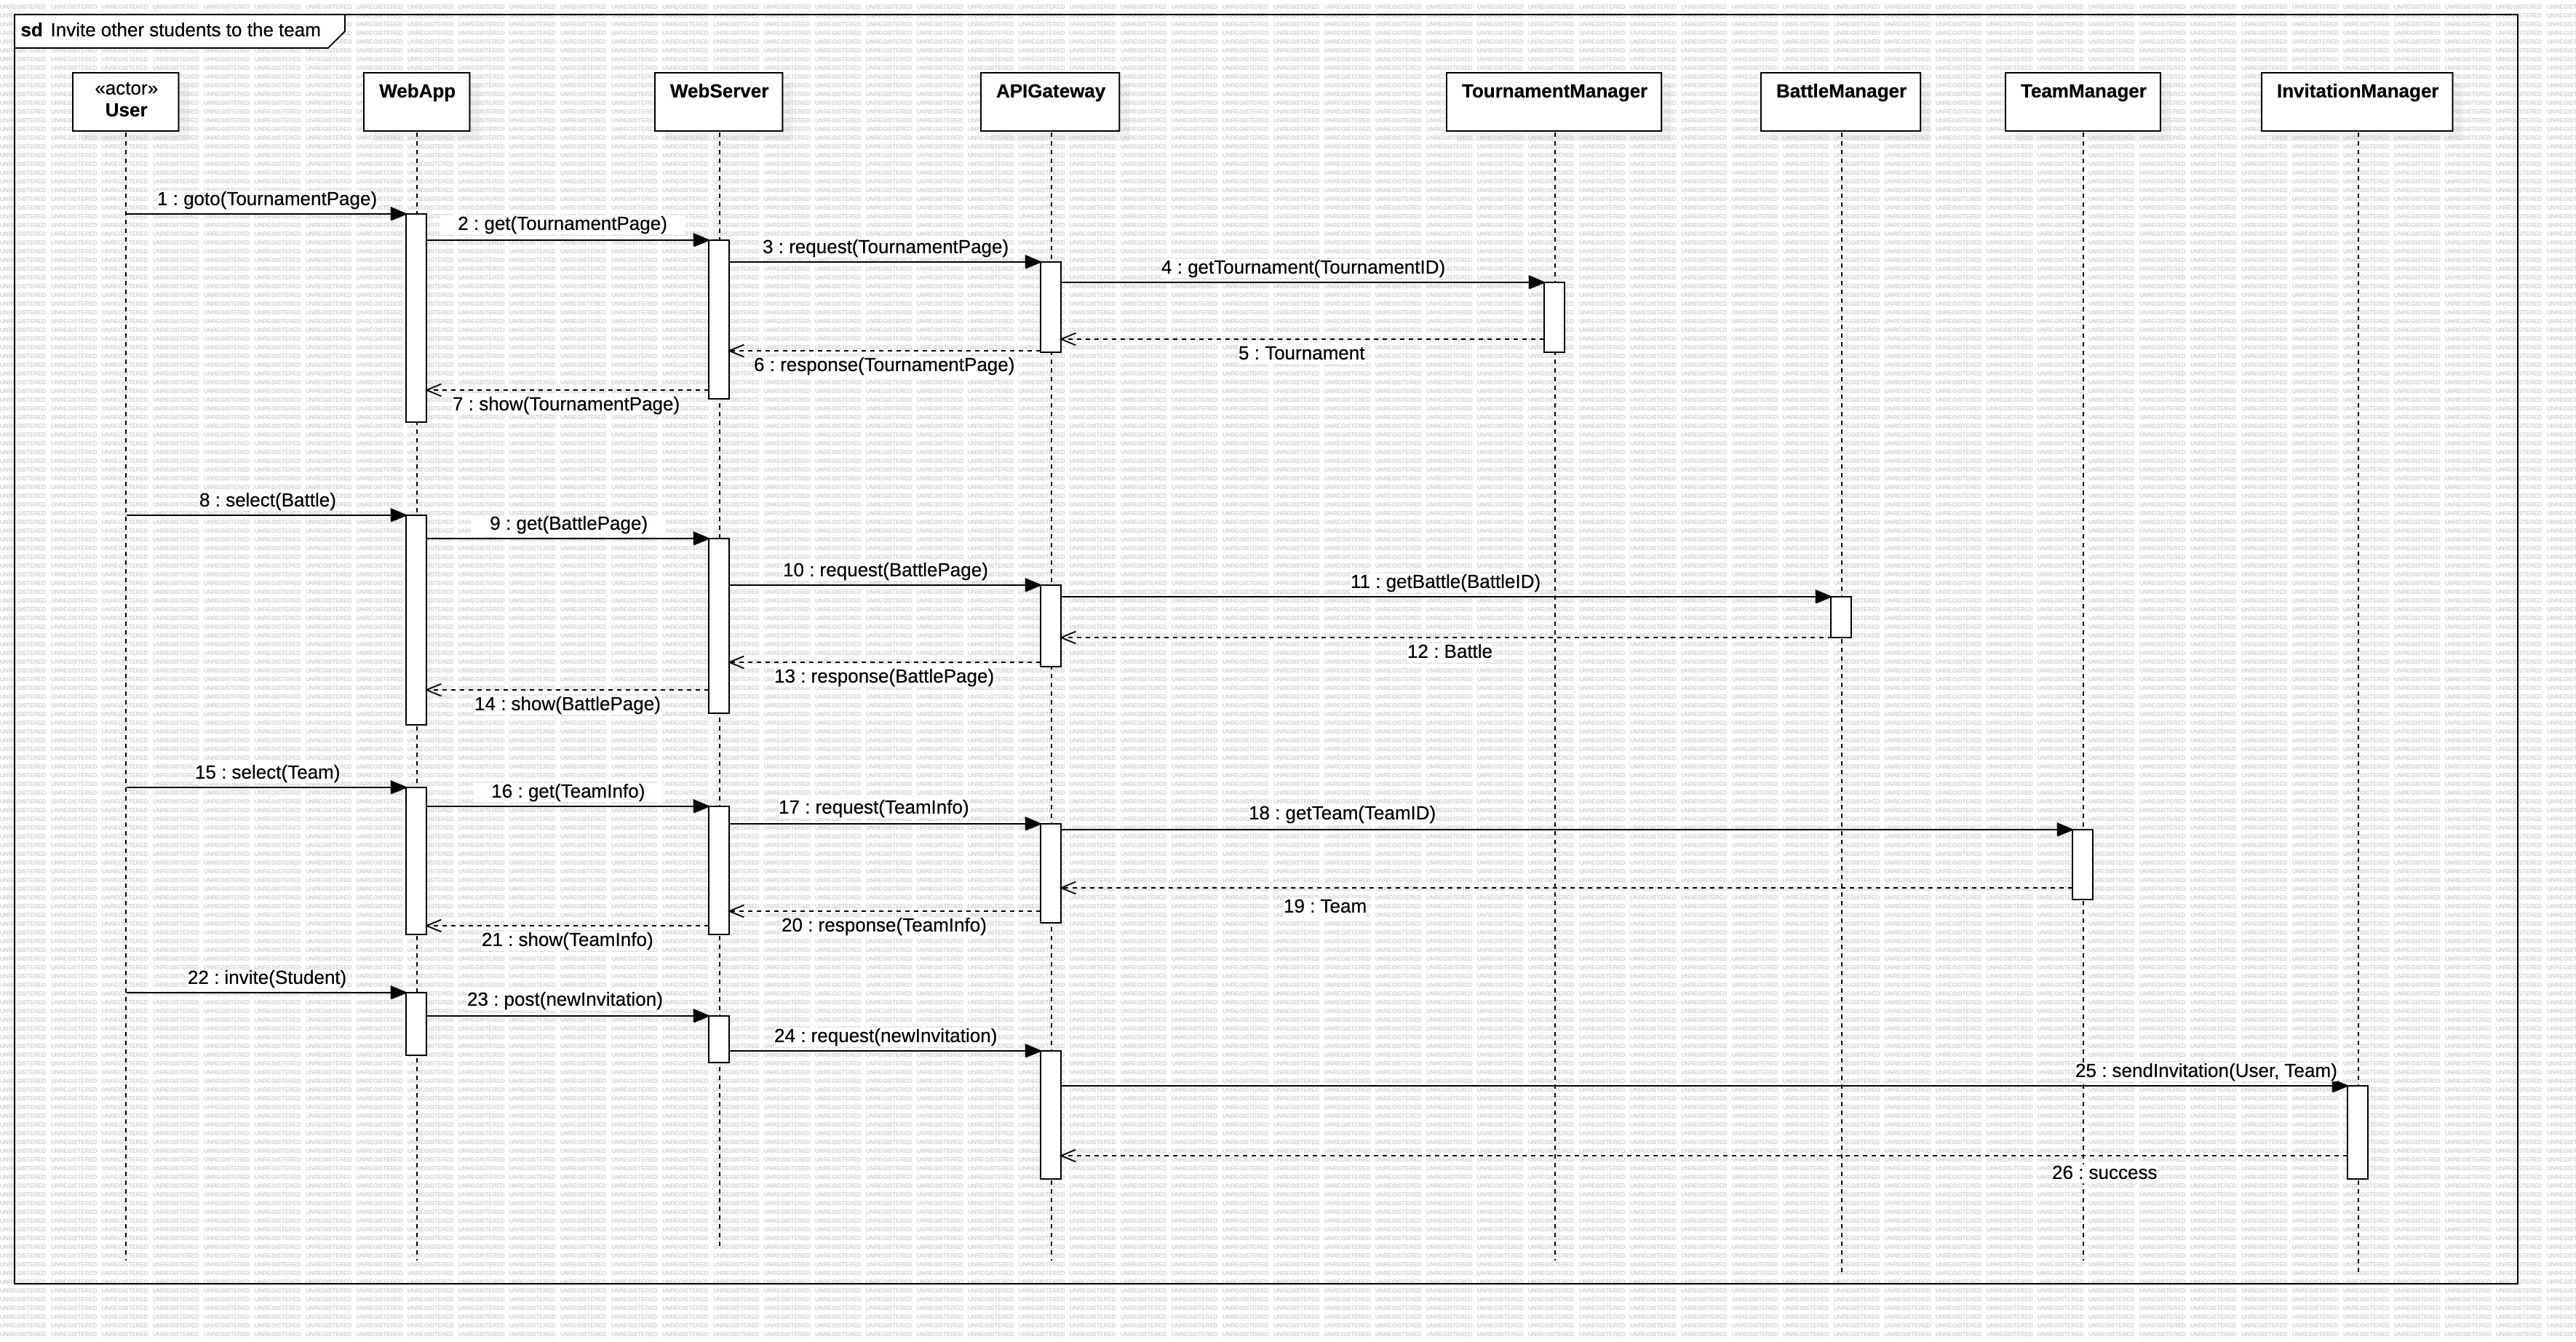 sd Invite other students to the team
«actor»
User
WebApp
WebServer
APIGateway
TournamentManager
BattleManager
TeamManager
InvitationManager
1 : goto(TournamentPage)
2 : get(TournamentPage)
3 : request(TournamentPage)
4 : getTournament(TournamentID)
5 : Tournament
6 : response(TournamentPage)
7 : show(TournamentPage)
8 : select(Battle)
9 : get(BattlePage)
10 : request(BattlePage)
11 : getBattle(BattleID)
12 : Battle
13 : response(BattlePage)
14 : show(BattlePage)
15 : select(Team)
16 : get(TeamInfo)
17 : request(TeamInfo)
18 : getTeam(TeamID)
19 : Team
20 : response(TeamInfo)
21 : show(TeamInfo)
22 : invite(Student)
23 : post(newInvitation)
24 : request(newInvitation)
25 : sendInvitation(User, Team)
26 : success
UNREGISTERED